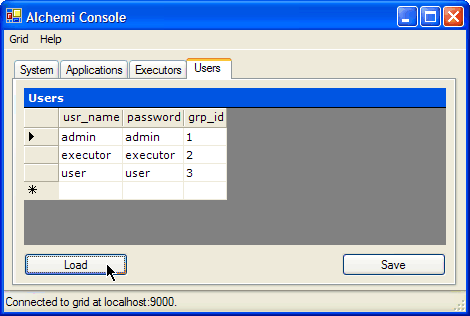 Alchemi Console
Grid Help
System Applications Executors Users
Users
usr_name password grp_id
admin admin 1
executor executor 2
user user 3
Load Save
Connected to grid at localhost:9000.